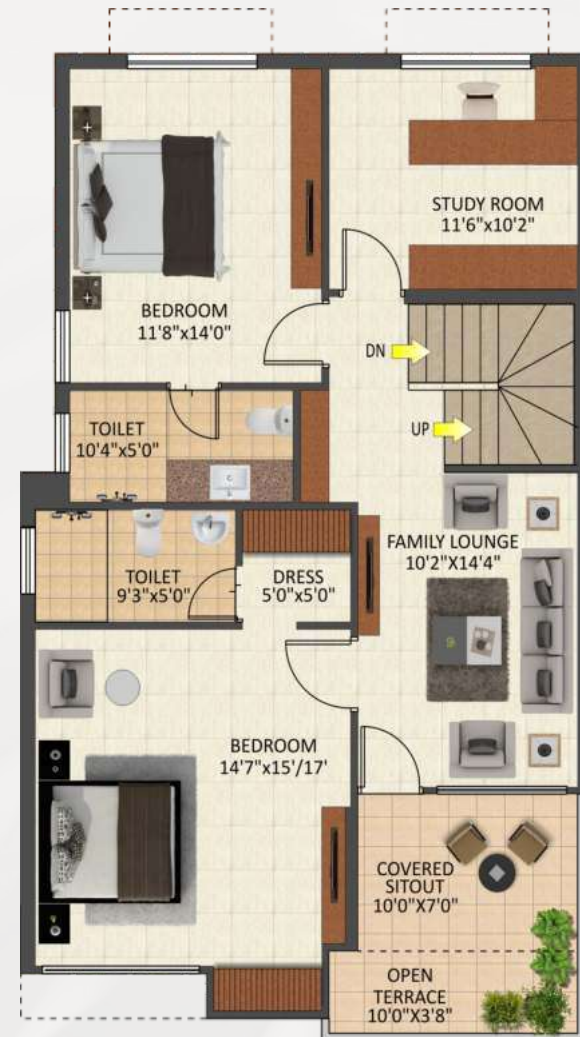 STUDY ROOM
11'6"x10'2"
BEDROOM
11'8"x14'0"
DN
UP
TOILET
10'4"x5'0"
FAMILY LOUNGE
10'2"X14'4"
TOILET
9'3"x5'0"
DRESS
5'0"x5'0"
BEDROOM
14'7"x15'/17'
COVERED
SITOUT
10'0"X7'0"
OPEN
TERRACE
10'0"X3'8"